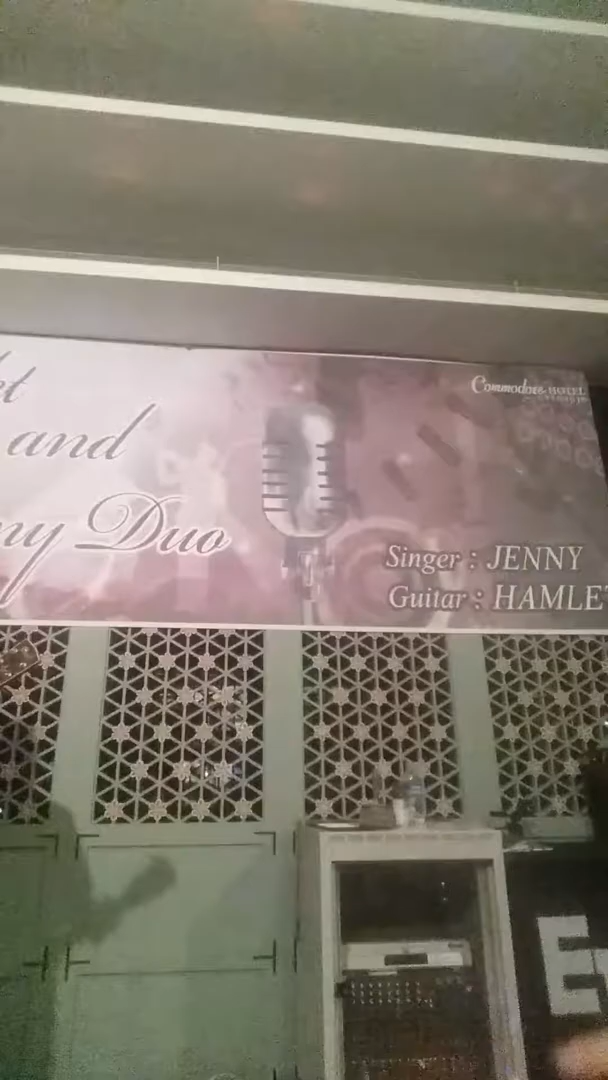 Commodore HOTEL
and
Duo
Singer : JENNY
Guitar : HAMLET